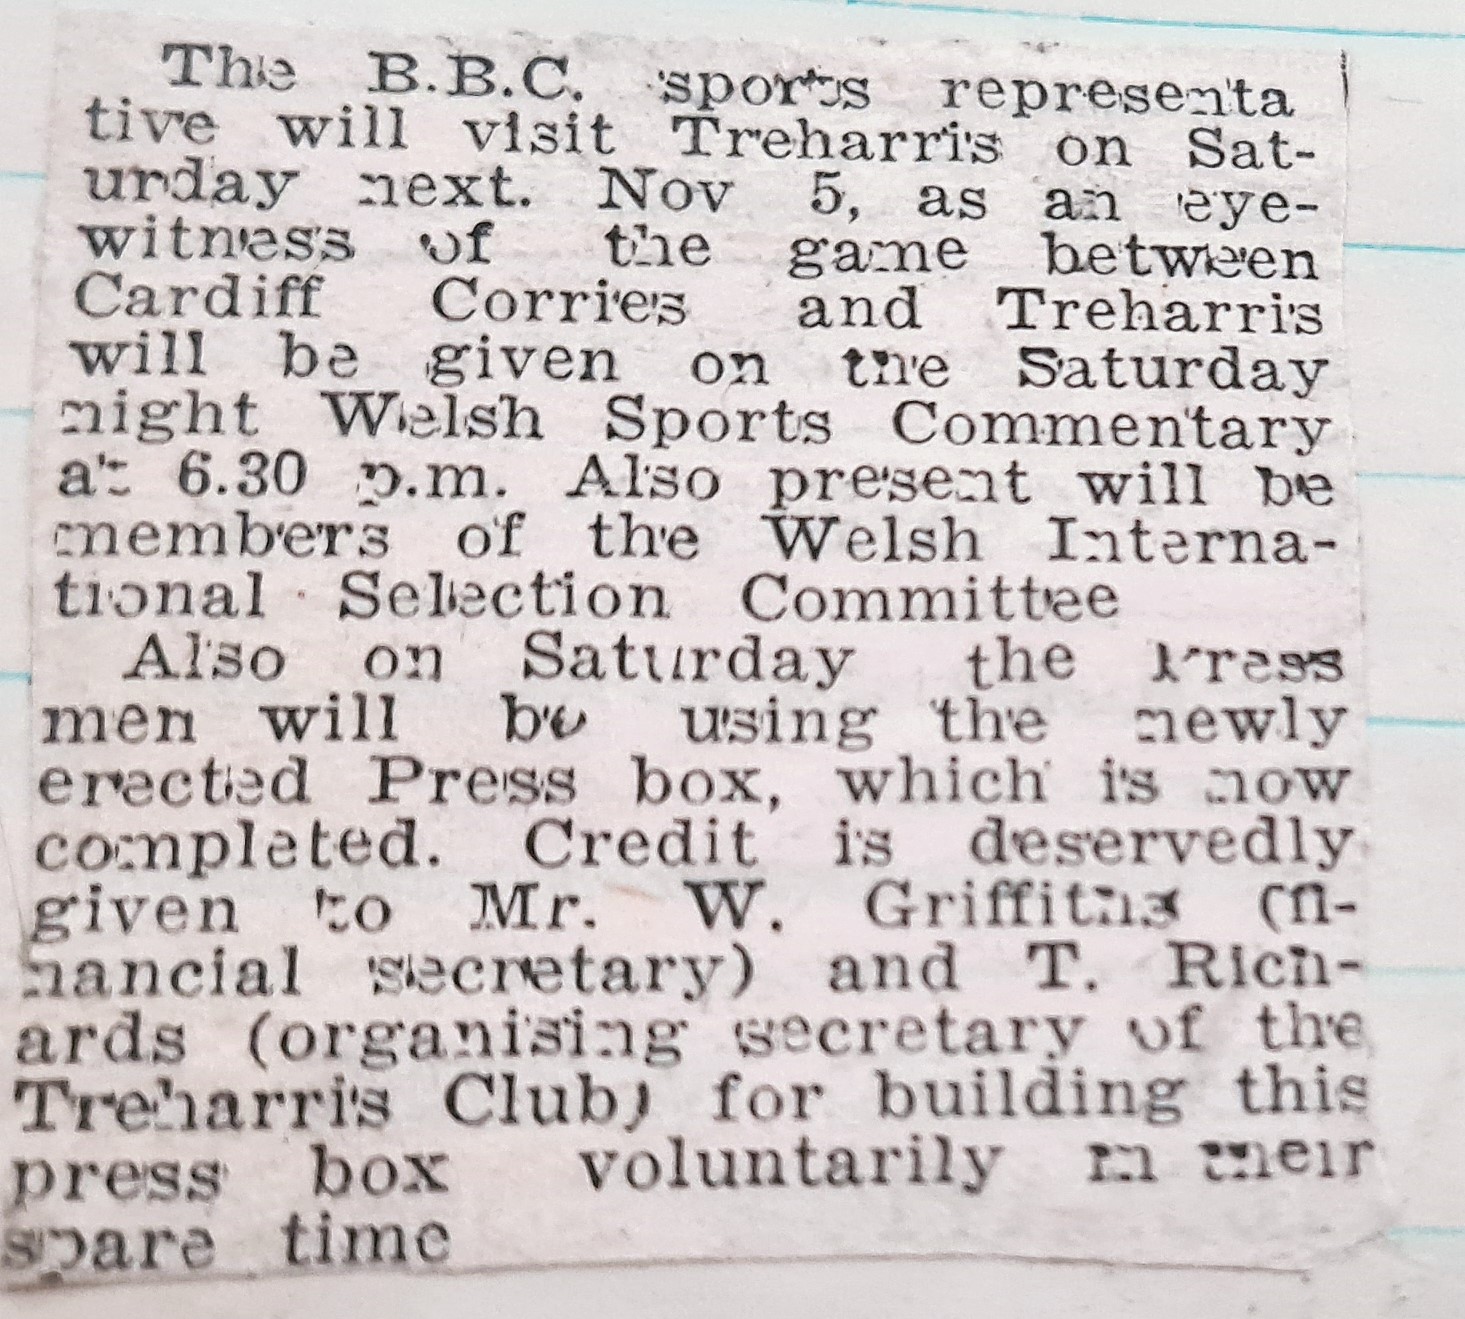 The B.B.C. sports representa
tive will visit Treharris on Sat-
urday next. Nov 5, as an eye-
witness of the game between
Cardiff Corries and Treharris
will be given on the Saturday
night Welsh Sports Commentary
at 6.30 p.m. Also present will be
members of the Welsh Interna-
tional Selection Committee
Also on Saturday the Press
men will be using the newly
erected Press box, which is now
completed. Credit is deservedly
given to Mr. W. Griffiths (fi-
nancial secretary) and T. Rich-
ards (organising secretary of the
Treharris Club) for building this
press box voluntarily in their
spare time